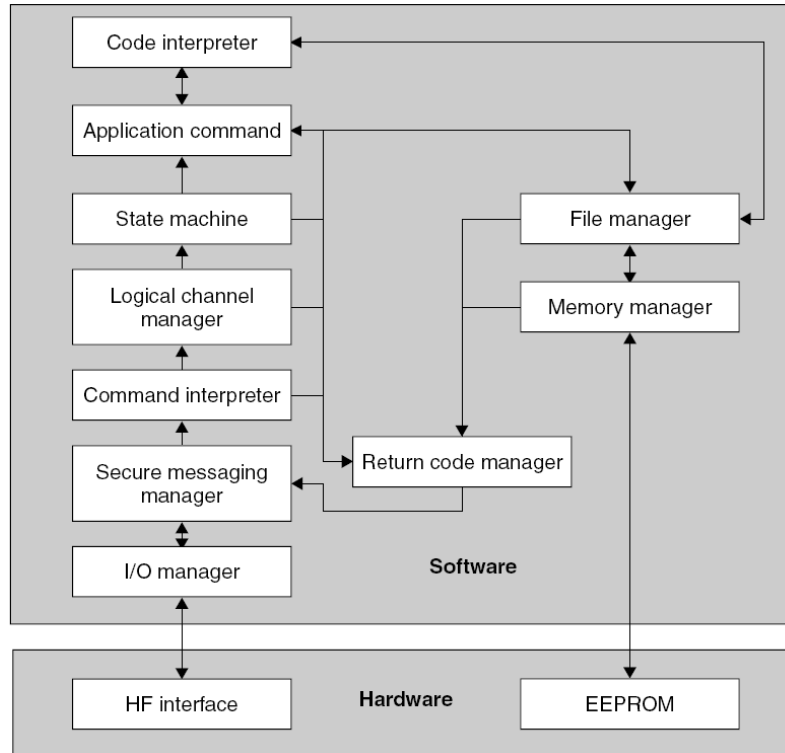 Code interpreter
Application command
State machine
File manager
Logical channel
manager
Memory manager
Command interpreter
Return code manager
Secure messaging
manager
I/O manager
Software
HF interface
Hardware
EEPROM